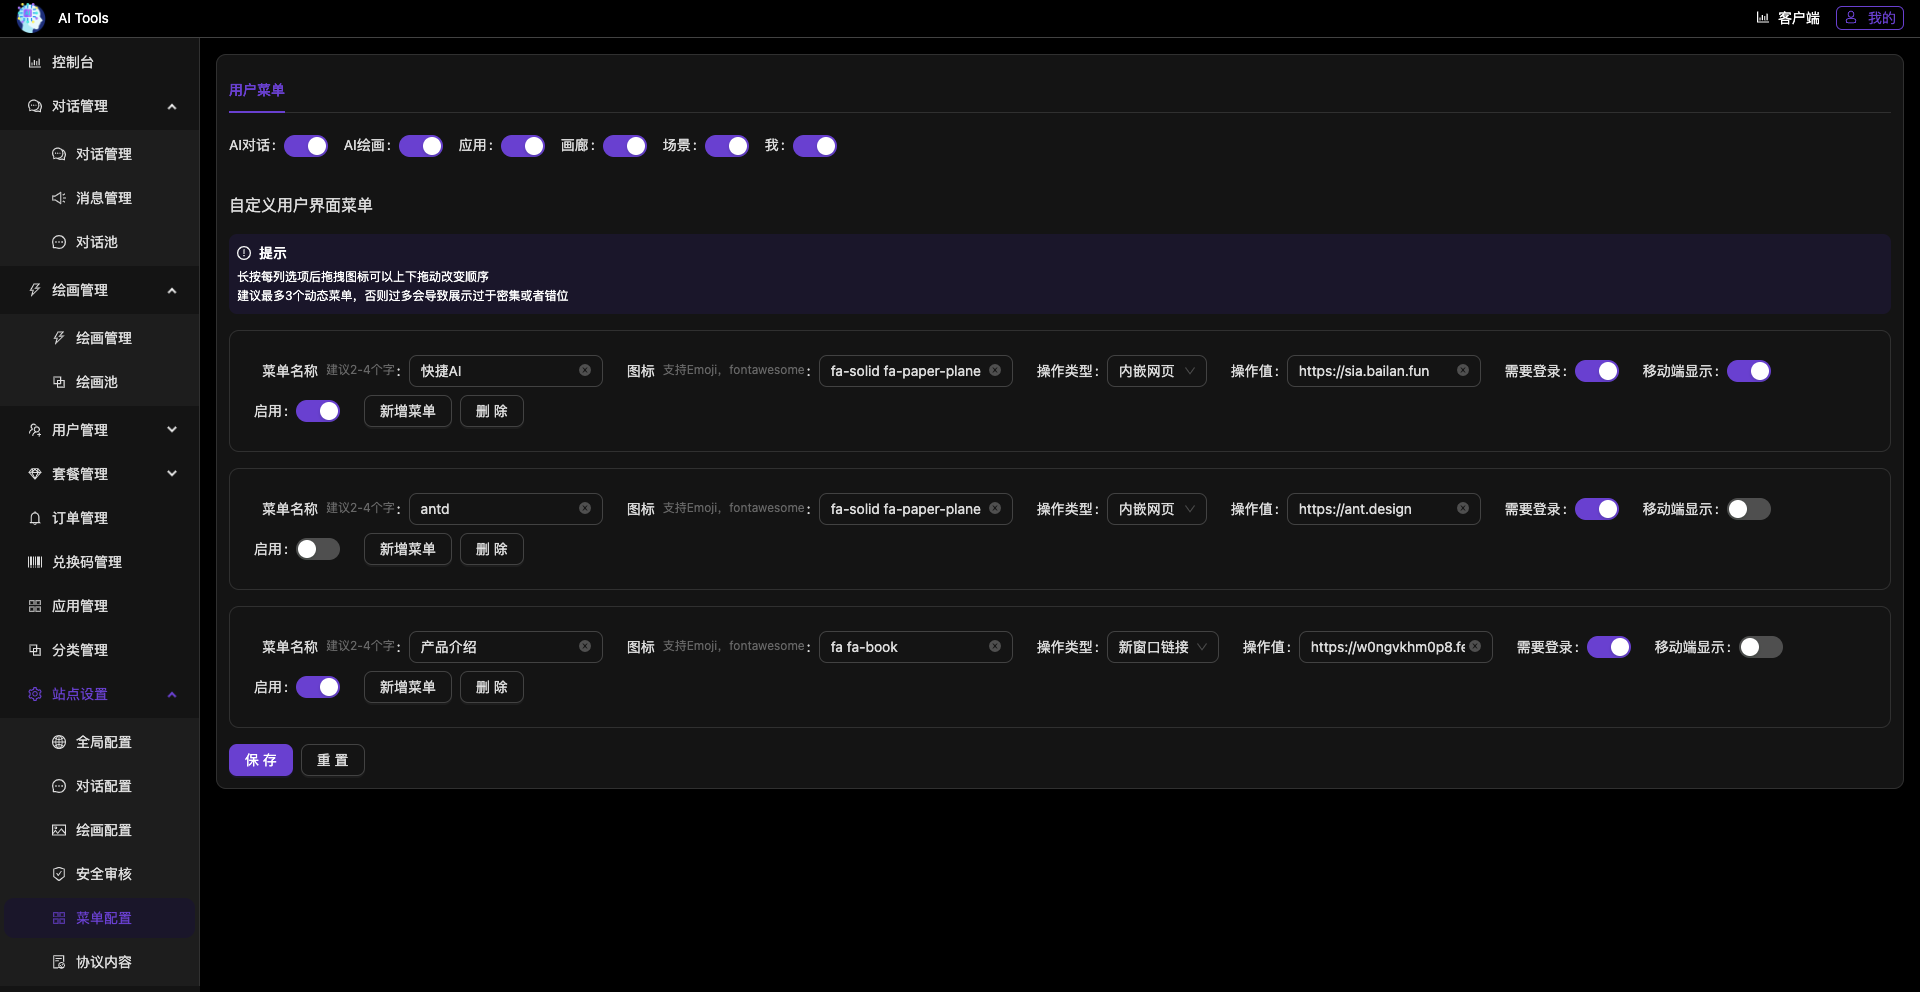 AI Tools
客户端
我的
控制台
对话管理
对话管理
消息管理
对话池
绘画管理
绘画管理
绘画池
用户管理
套餐管理
订单管理
兑换码管理
应用管理
分类管理
站点设置
全局配置
对话配置
绘画配置
安全审核
菜单配置
协议内容
用户菜单
AI对话: AI绘画: 应用: 画廊: 场景: 我:
自定义用户界面菜单
提示
长按每列选项后拖拽图标可以上下拖动改变顺序
建议最多3个动态菜单，否则过多会导致展示过于密集或者错位
菜单名称 建议2-4个字: 快捷AI 图标 支持Emoji，fontawesome: fa-solid fa-paper-plane 操作类型: 内嵌网页 操作值: https://sia.bailan.fun 需要登录: 移动端显示:
启用: 新增菜单 删 除
菜单名称 建议2-4个字: antd 图标 支持Emoji，fontawesome: fa-solid fa-paper-plane 操作类型: 内嵌网页 操作值: https://ant.design 需要登录: 移动端显示:
启用: 新增菜单 删 除
菜单名称 建议2-4个字: 产品介绍 图标 支持Emoji，fontawesome: fa fa-book 操作类型: 新窗口链接 操作值: https://w0ngvkhm0p8.fe 需要登录: 移动端显示:
启用: 新增菜单 删 除
保 存 重 置